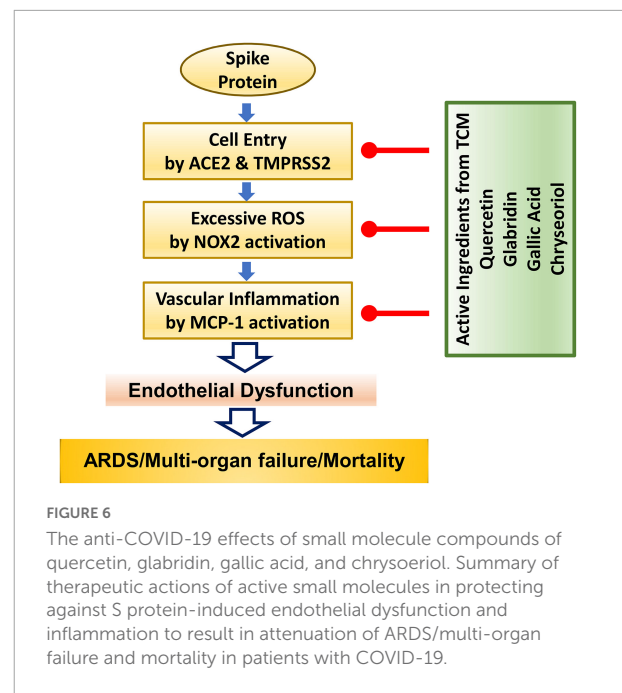 Spike
Protein
Cell Entry
by ACE2 & TMPRSS2
Excessive ROS
by NOX2 activation
Vascular Inflammation
by MCP-1 activation
Endothelial Dysfunction
ARDS/Multi-organ failure/Mortality
Active Ingredients from TCM
Quercetin
Glabridin
Gallic Acid
Chryseoriol
FIGURE 6
The anti-COVID-19 effects of small molecule compounds of
quercetin, glabridin, gallic acid, and chrysoeriol. Summary of
therapeutic actions of active small molecules in protecting
against S protein-induced endothelial dysfunction and
inflammation to result in attenuation of ARDS/multi-organ
failure and mortality in patients with COVID-19.